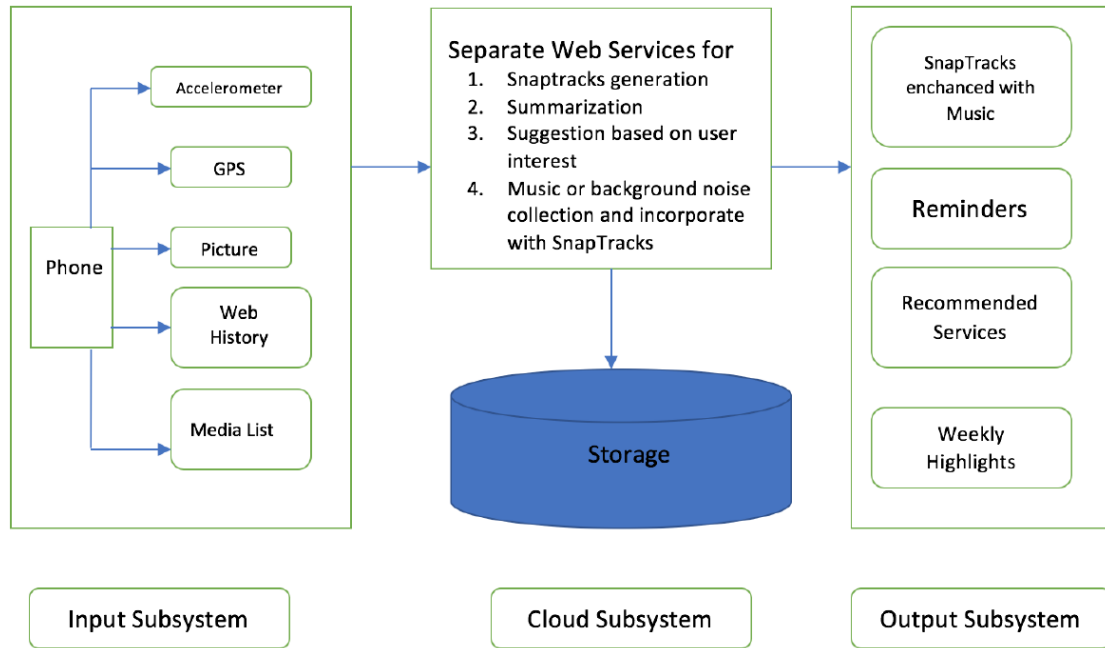 Phone
Accelerometer
GPS
Picture
Web
History
Media List
Input Subsystem
Separate Web Services for
1. Snaptracks generation
2. Summarization
3. Suggestion based on user
interest
4. Music or background noise
collection and incorporate
with SnapTracks
Storage
Cloud Subsystem
SnapTracks
enchanced with
Music
Reminders
Recommended
Services
Weekly
Highlights
Output Subsystem